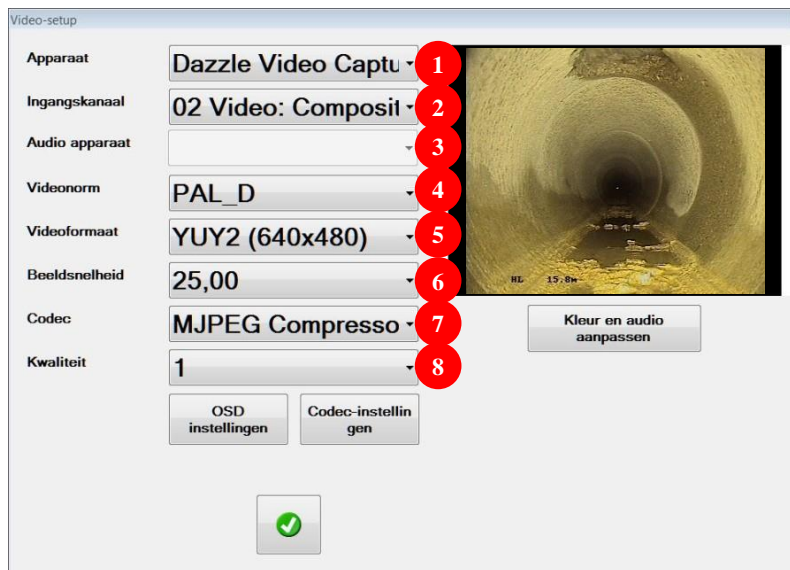 Video-setup
Apparaat
Dazzle Video Captu
1
Ingangskanaal
02 Video: Composit
2
Audio apparaat
3
Videonorm
PAL_D
4
Videoformaat
YUY2 (640x480)
5
Beeldsnelheid
25,00
6
Codec
MJPEG Compresso
7
Kwaliteit
1
8
HL 15.8m
Kleur en audio
aanpassen
OSD
instellingen
Codec-instellin
gen